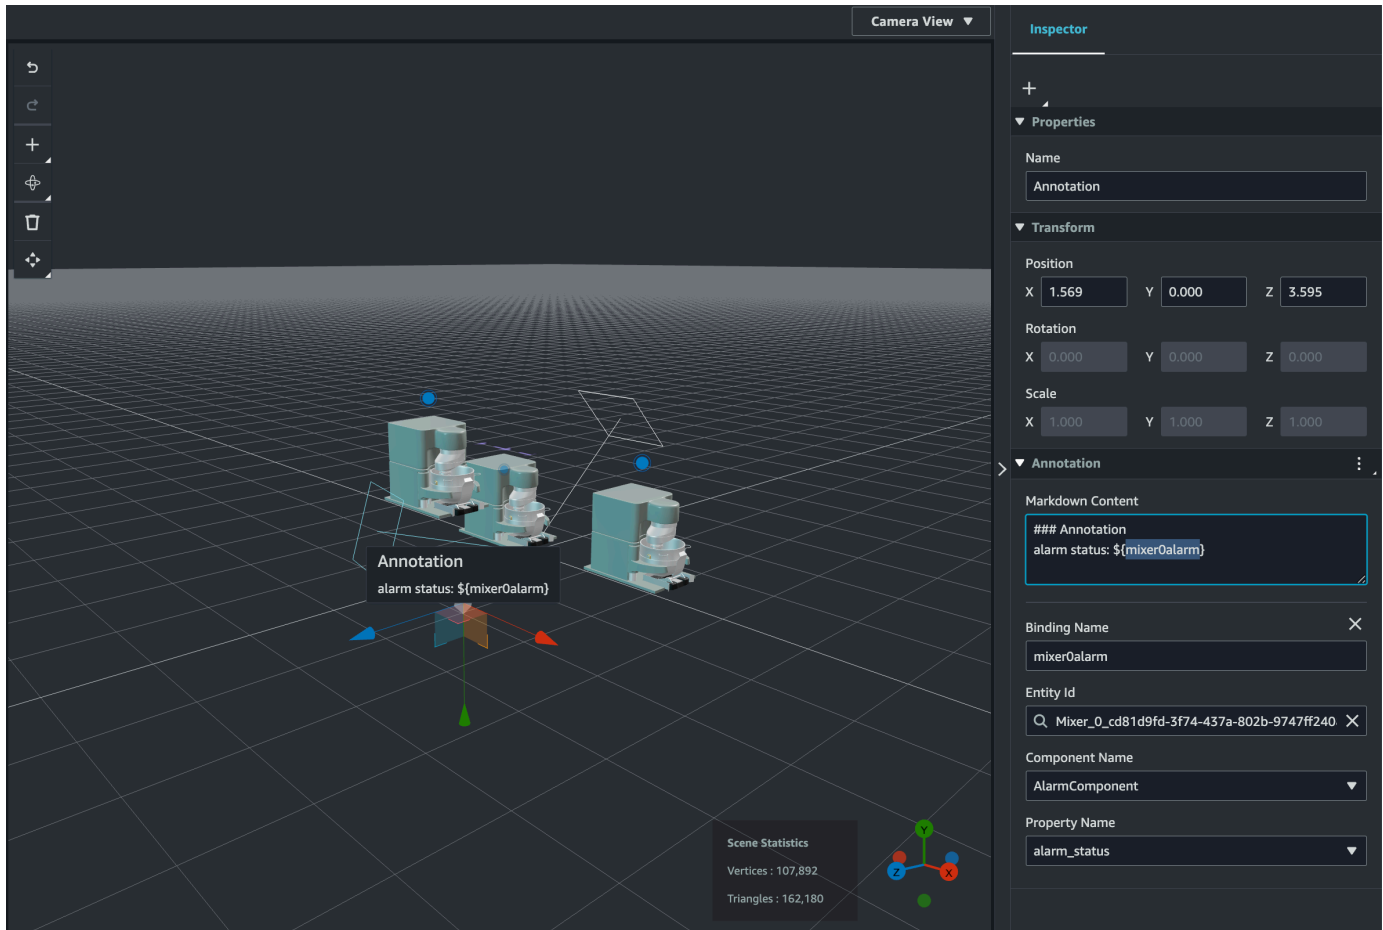 Camera View
Inspector
Properties
Name
Annotation
Transform
Position
X 1.569 Y 0.000 Z 3.595
Rotation
X 0.000 Y 0.000 Z 0.000
Scale
X 1.000 Y 1.000 Z 1.000
Annotation
Markdown Content
### Annotation
alarm status: ${mixer0alarm}
Binding Name
mixer0alarm
Entity Id
Mixer_0_cd81d9fd-3f74-437a-802b-9747ff240
Component Name
AlarmComponent
Property Name
alarm_status
Annotation
alarm status: ${mixer0alarm}
Scene Statistics
Vertices : 107,892
Triangles : 162,180
Y
Z
X